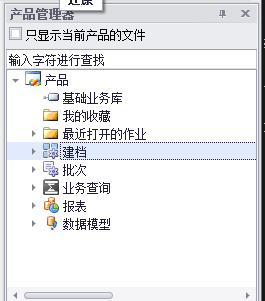 还原
产品管理器
只显示当前产品的文件
输入字符进行查找
产品
基础业务库
我的收藏
最近打开的作业
建档
批次
业务查询
报表
数据模型